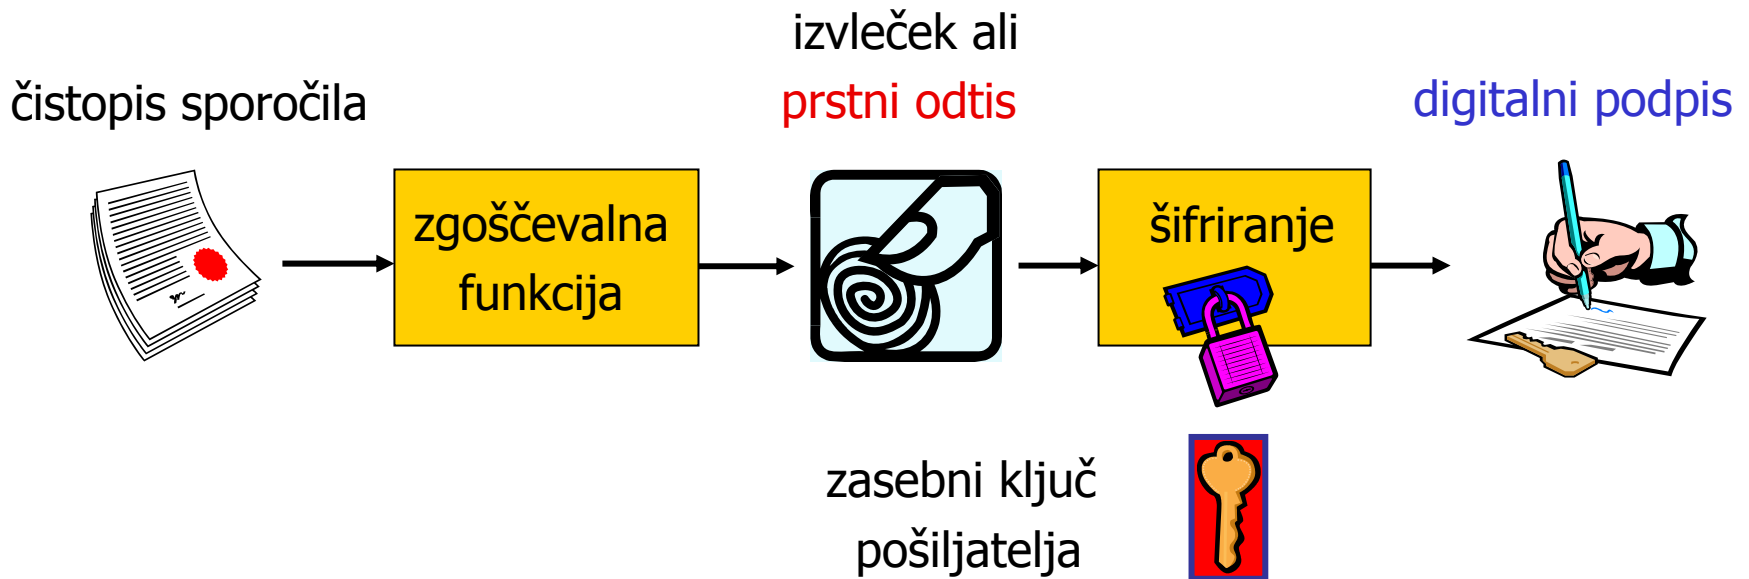 čistopis sporočila
zgoščevalna
funkcija
izvleček ali
prstni odtis
šifriranje
zasebni ključ
pošiljatelja
digitalni podpis